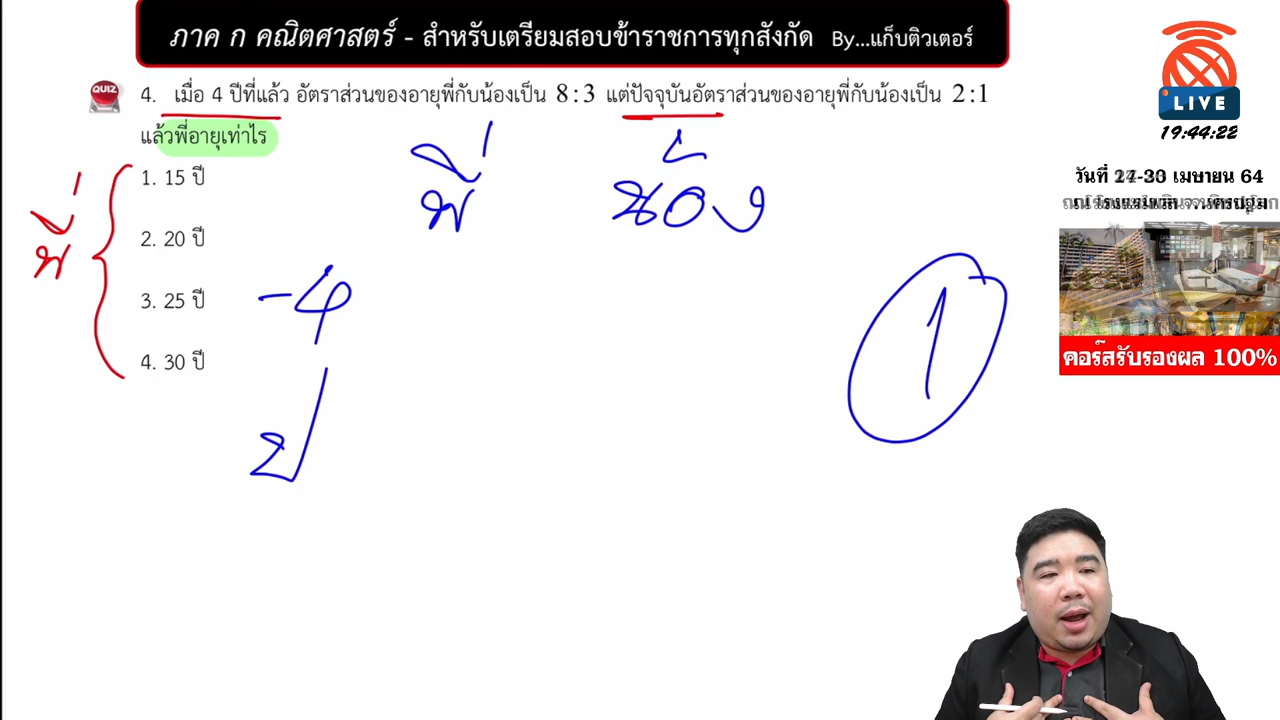 ภาค ก คณิตศาสตร์ - สำหรับเตรียมสอบข้าราชการทุกสังกัด By...แก็บติวเตอร์
LIVE
19:44:22
QUIZ
4. เมื่อ 4 ปีที่แล้ว อัตราส่วนของอายุพี่กับน้องเป็น 8:3 แต่ปัจจุบันอัตราส่วนของอายุพี่กับน้องเป็น 2:1
แล้วพี่อายุเท่าไร
1. 15 ปี
2. 20 ปี
3. 25 ปี
4. 30 ปี
พี่
พี่ น้อง
-4
ป
1
เมษายน 64
คอร์สรับรองผล 100%